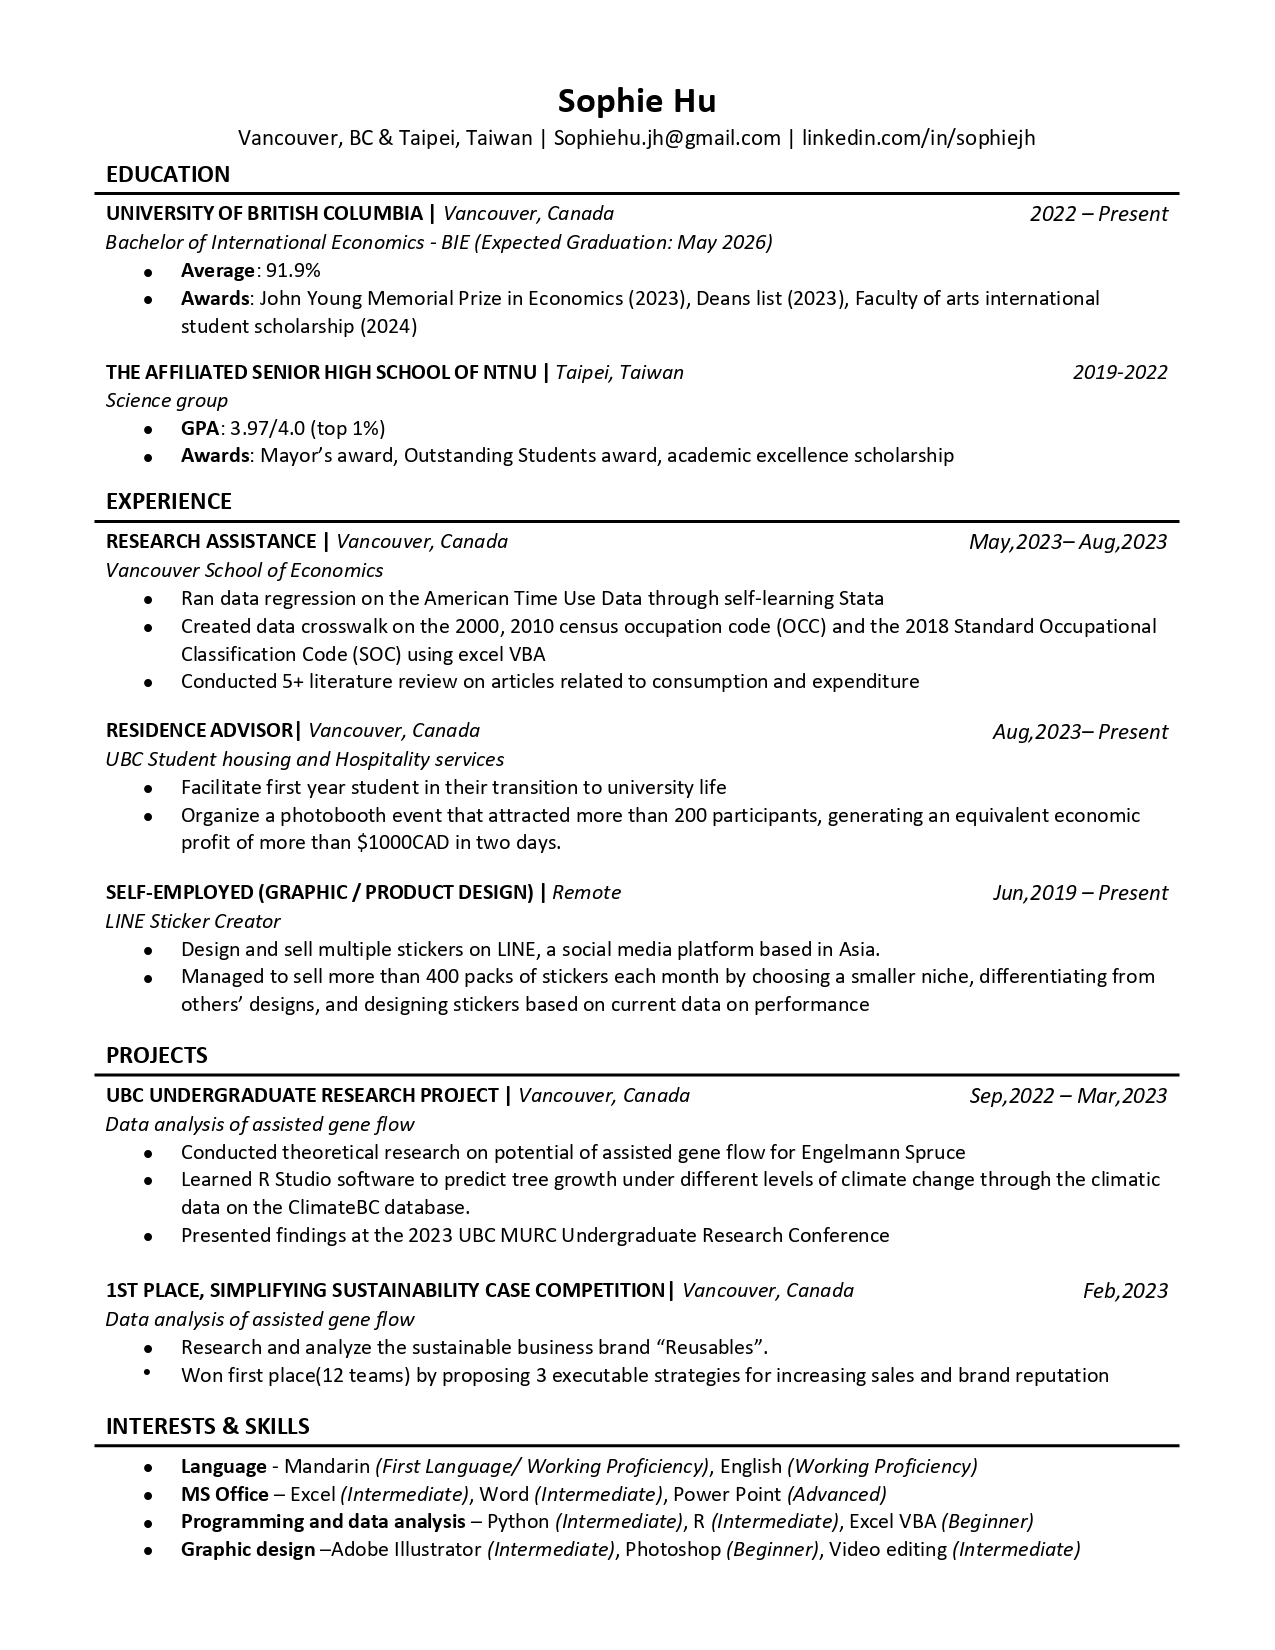 Sophie Hu
Vancouver, BC & Taipei, Taiwan | Sophiehu.jh@gmail.com | linkedin.com/in/sophiejh
EDUCATION
UNIVERSITY OF BRITISH COLUMBIA | Vancouver, Canada 2022 – Present
Bachelor of International Economics - BIE (Expected Graduation: May 2026)
● Average: 91.9%
● Awards: John Young Memorial Prize in Economics (2023), Deans list (2023), Faculty of arts international
student scholarship (2024)
THE AFFILIATED SENIOR HIGH SCHOOL OF NTNU | Taipei, Taiwan 2019-2022
Science group
● GPA: 3.97/4.0 (top 1%)
● Awards: Mayor’s award, Outstanding Students award, academic excellence scholarship
EXPERIENCE
RESEARCH ASSISTANCE | Vancouver, Canada May,2023– Aug,2023
Vancouver School of Economics
● Ran data regression on the American Time Use Data through self-learning Stata
● Created data crosswalk on the 2000, 2010 census occupation code (OCC) and the 2018 Standard Occupational
Classification Code (SOC) using excel VBA
● Conducted 5+ literature review on articles related to consumption and expenditure
RESIDENCE ADVISOR| Vancouver, Canada Aug,2023– Present
UBC Student housing and Hospitality services
● Facilitate first year student in their transition to university life
● Organize a photobooth event that attracted more than 200 participants, generating an equivalent economic
profit of more than $1000CAD in two days.
SELF-EMPLOYED (GRAPHIC / PRODUCT DESIGN) | Remote Jun,2019 – Present
LINE Sticker Creator
● Design and sell multiple stickers on LINE, a social media platform based in Asia.
● Managed to sell more than 400 packs of stickers each month by choosing a smaller niche, differentiating from
others’ designs, and designing stickers based on current data on performance
PROJECTS
UBC UNDERGRADUATE RESEARCH PROJECT | Vancouver, Canada Sep,2022 – Mar,2023
Data analysis of assisted gene flow
● Conducted theoretical research on potential of assisted gene flow for Engelmann Spruce
● Learned R Studio software to predict tree growth under different levels of climate change through the climatic
data on the ClimateBC database.
● Presented findings at the 2023 UBC MURC Undergraduate Research Conference
1ST PLACE, SIMPLIFYING SUSTAINABILITY CASE COMPETITION| Vancouver, Canada Feb,2023
Data analysis of assisted gene flow
● Research and analyze the sustainable business brand “Reusables”.
• Won first place(12 teams) by proposing 3 executable strategies for increasing sales and brand reputation
INTERESTS & SKILLS
● Language - Mandarin (First Language/ Working Proficiency), English (Working Proficiency)
● MS Office – Excel (Intermediate), Word (Intermediate), Power Point (Advanced)
● Programming and data analysis – Python (Intermediate), R (Intermediate), Excel VBA (Beginner)
● Graphic design –Adobe Illustrator (Intermediate), Photoshop (Beginner), Video editing (Intermediate)